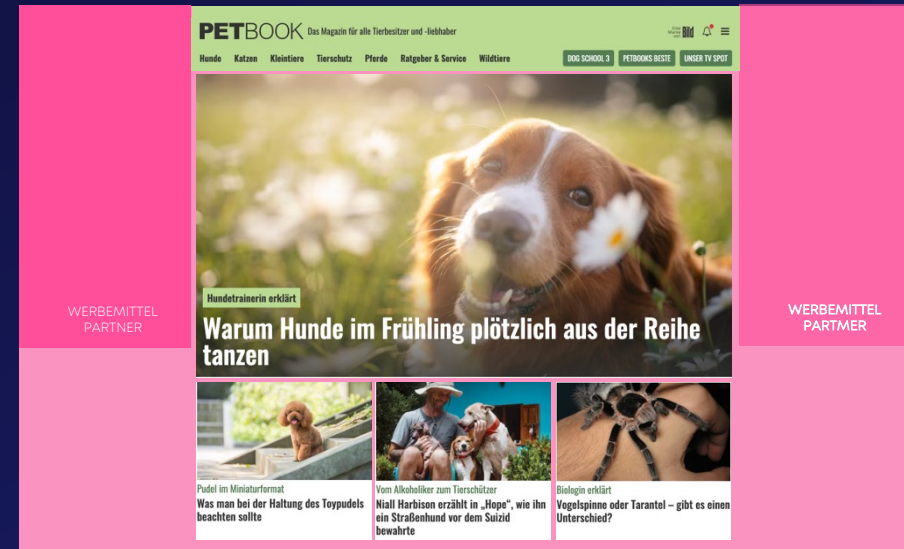 PETBOOK Das Magazin für alle Tierbesitzer und -liebhaber
Eine Marke von Bild
Hunde Katzen Kleintiere Tierschutz Pferde Ratgeber & Service Wildtiere
DOG SCHOOL 3 PETBOOKS BESTE UNSER TV SPOT
WERBEMITTEL
PARTNER
Hundetrainerin erklärt
Warum Hunde im Frühling plötzlich aus der Reihe
tanzen
WERBEMITTEL
PARTMER
Pudel im Miniaturformat
Was man bei der Haltung des Toypudels
beachten sollte
Vom Alkoholiker zum Tierschützer
Niall Harbison erzählt in „Hope“, wie ihn
ein Straßenhund vor dem Suizid
bewahrte
Biologin erklärt
Vogelspinne oder Tarantel – gibt es einen
Unterschied?